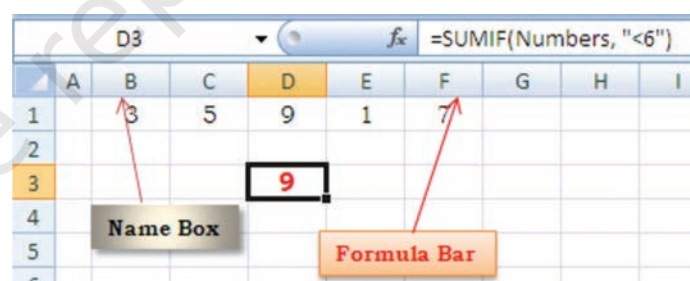 D3 fx =SUMIF(Numbers, "<6")
A B C D E F G H I
1 3 5 9 1 7
2
3 9
4 Name Box
5 Formula Bar